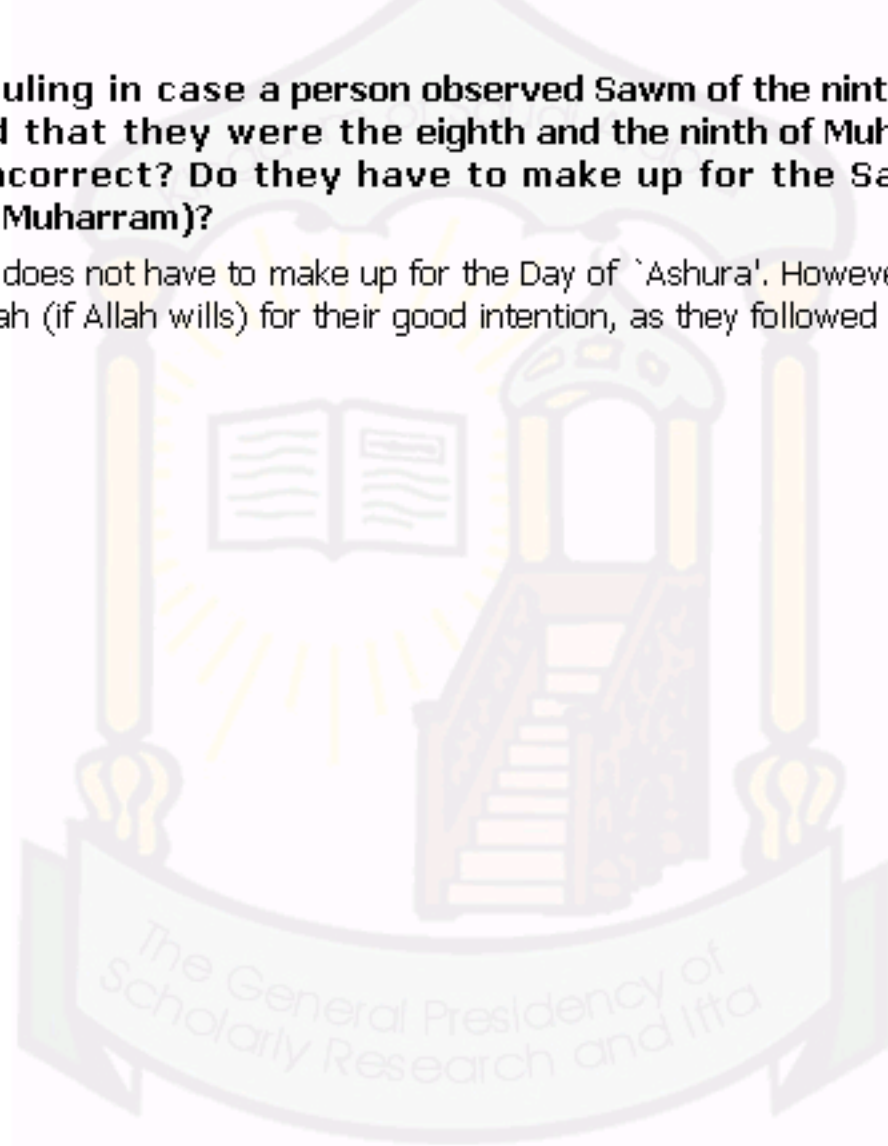 uling in case a person observed Sawm of the nint
d that they were the eighth and the ninth of Muh
ncorrect? Do they have to make up for the Sa
Muharram)?
does not have to make up for the Day of `Ashura'. Howeve
ah (if Allah wills) for their good intention, as they followed
The General Presidency of
Scholarly Research and Ifta